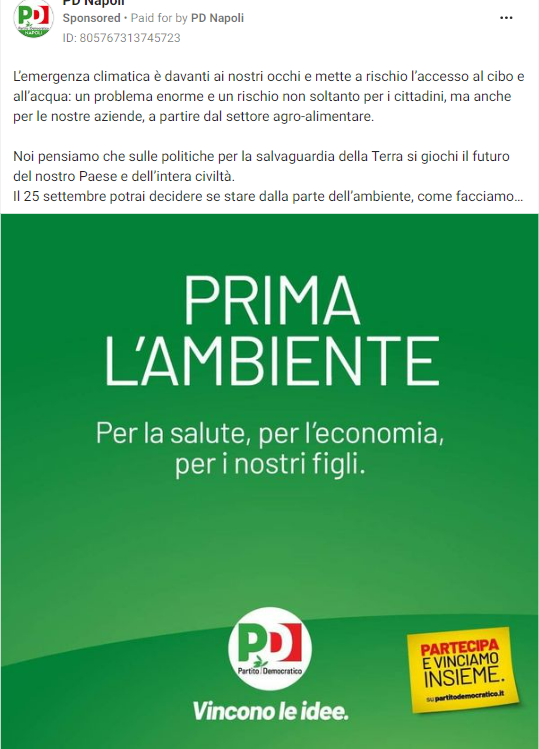 PD Napoli
Sponsored • Paid for by PD Napoli
ID: 805767313745723
L'emergenza climatica è davanti ai nostri occhi e mette a rischio l'accesso al cibo e
all'acqua: un problema enorme e un rischio non soltanto per i cittadini, ma anche
per le nostre aziende, a partire dal settore agro-alimentare.
Noi pensiamo che sulle politiche per la salvaguardia della Terra si giochi il futuro
del nostro Paese e dell'intera civiltà.
Il 25 settembre potrai decidere se stare dalla parte dell'ambiente, come facciamo...
PRIMA
L'AMBIENTE
Per la salute, per l'economia,
per i nostri figli.
PD
Partito Democratico
Vincono le idee.
PARTECIPA
E VINCIAMO
INSIEME.
su partitodemocratico.it
PD
NAPOLI